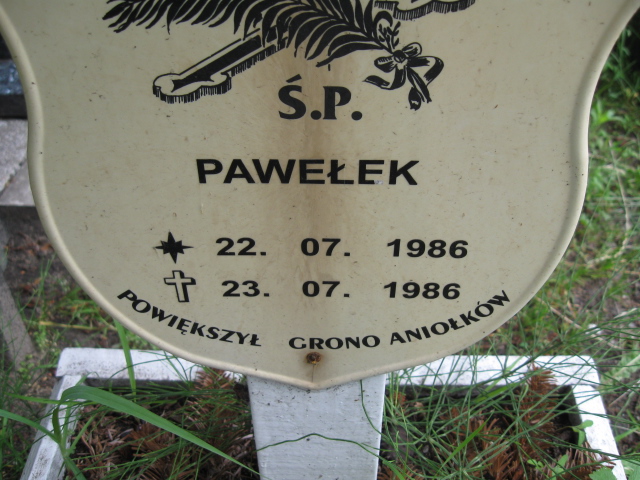 Ś.P.
PAWEŁEK
22. 07. 1986
23. 07. 1986
POWIĘKSZYŁ GRONO ANIOŁKÓW